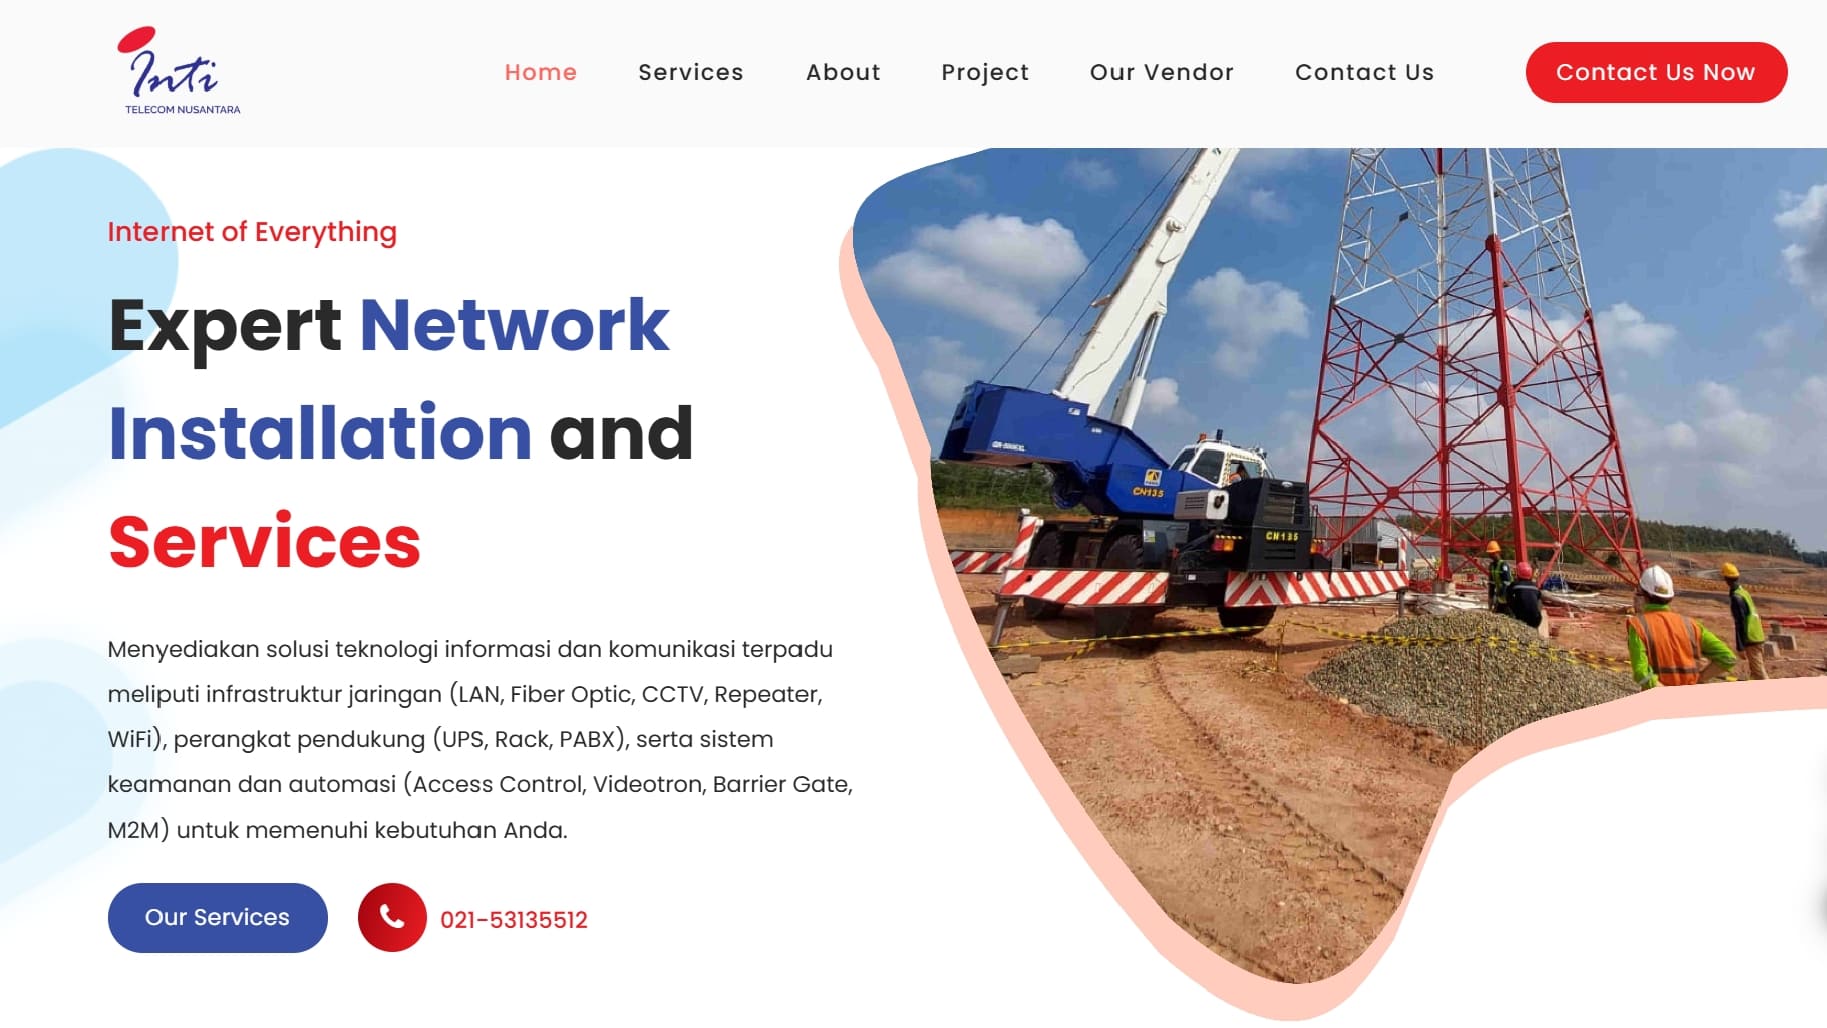 Inti
TELECOM NUSANTARA
Home Services About Project Our Vendor Contact Us Contact Us Now
Internet of Everything
Expert Network
Installation and
Services
Menyediakan solusi teknologi informasi dan komunikasi terpadu
meliputi infrastruktur jaringan (LAN, Fiber Optic, CCTV, Repeater,
WiFi), perangkat pendukung (UPS, Rack, PABX), serta sistem
keamanan dan automasi (Access Control, Videotron, Barrier Gate,
M2M) untuk memenuhi kebutuhan Anda.
Our Services 021-53135512
CN135
CN135